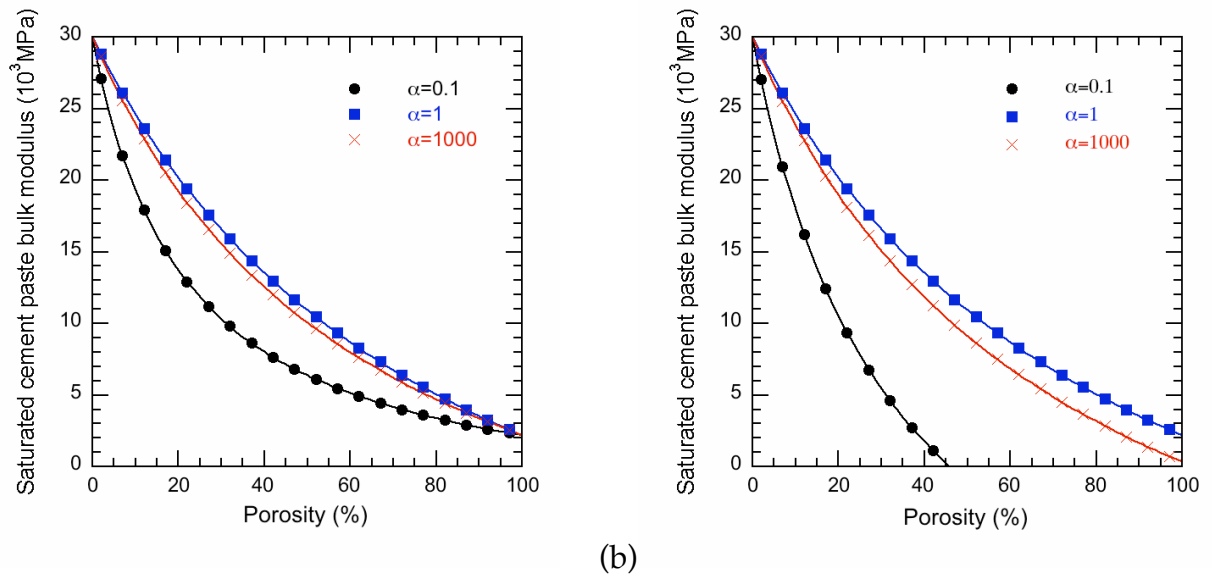 Saturated cement paste bulk modulus (10³MPa)
30
25
20
15
10
5
0
α=0.1
α=1
α=1000
0 20 40 60 80 100
Porosity (%)
Saturated cement paste bulk modulus (10³MPa)
30
25
20
15
10
5
0
α=0.1
α=1
α=1000
0 20 40 60 80 100
Porosity (%)
(b)